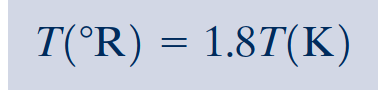 T(°R) = 1.8T(K)